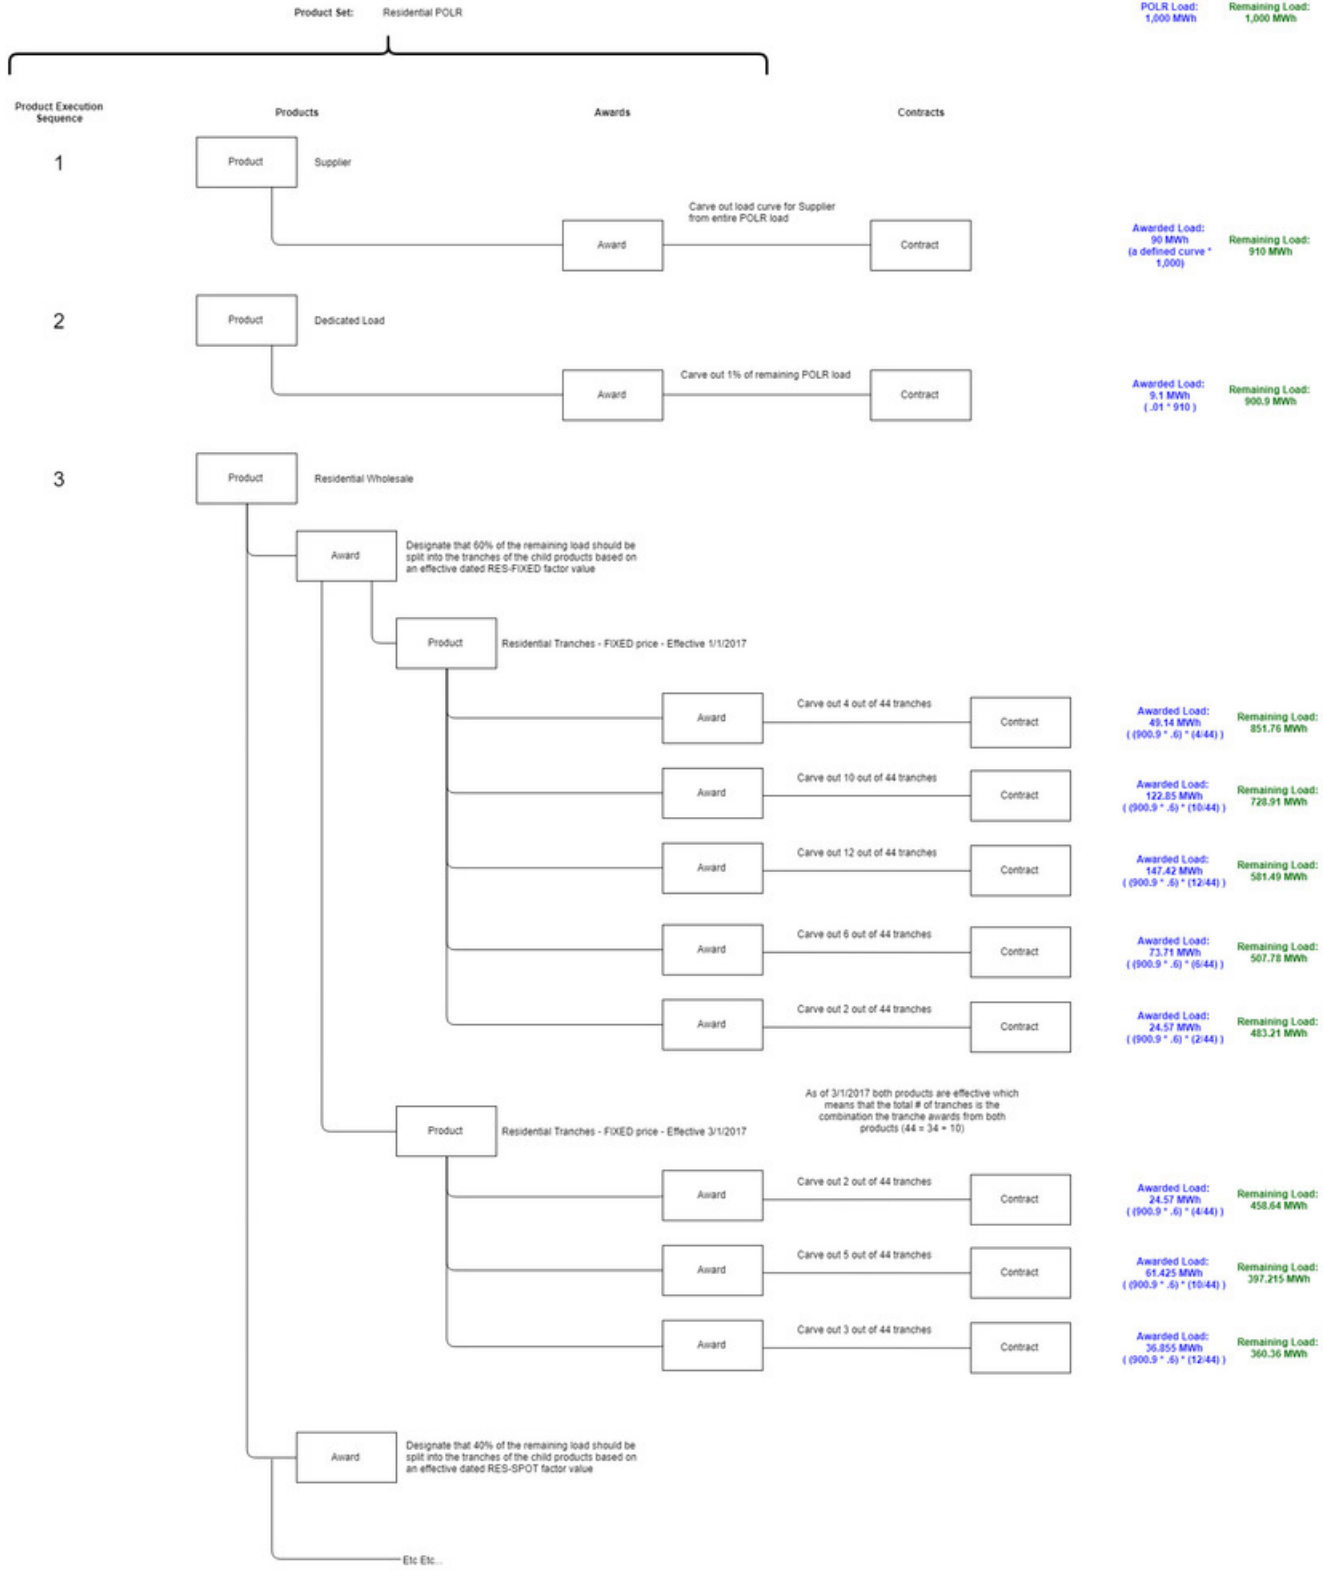 Product Set: Residential POLR
POLR Load:
1,000 MWh
Remaining Load:
1,000 MWh
Product Execution
Sequence
Products
Awards
Contracts
1
Product
Supplier
Carve out load curve for Supplier
from entire POLR load
Award
Contract
Awarded Load:
90 MWh
(a defined curve *
1,000)
Remaining Load:
910 MWh
2
Product
Dedicated Load
Carve out 1% of remaining POLR load
Award
Contract
Awarded Load:
9.1 MWh
( .01 * 910 )
Remaining Load:
900.9 MWh
3
Product
Residential Wholesale
Award
Designate that 60% of the remaining load should be
split into the tranches of the child products based on
an effective dated RES-FIXED factor value
Product
Residential Tranches - FIXED price - Effective 1/1/2017
Award
Carve out 4 out of 44 tranches
Contract
Awarded Load:
49.14 MWh
( (900.9 * .6) * (4/44) )
Remaining Load:
851.76 MWh
Award
Carve out 10 out of 44 tranches
Contract
Awarded Load:
122.85 MWh
( (900.9 * .6) * (10/44) )
Remaining Load:
728.91 MWh
Award
Carve out 12 out of 44 tranches
Contract
Awarded Load:
147.42 MWh
( (900.9 * .6) * (12/44) )
Remaining Load:
581.49 MWh
Award
Carve out 6 out of 44 tranches
Contract
Awarded Load:
73.71 MWh
( (900.9 * .6) * (6/44) )
Remaining Load:
507.78 MWh
Award
Carve out 2 out of 44 tranches
Contract
Awarded Load:
24.57 MWh
( (900.9 * .6) * (2/44) )
Remaining Load:
483.21 MWh
As of 3/1/2017 both products are effective which
means that the total # of tranches is the
combination the tranche awards from both
products (44 = 34 + 10)
Product
Residential Tranches - FIXED price - Effective 3/1/2017
Award
Carve out 2 out of 44 tranches
Contract
Awarded Load:
24.57 MWh
( (900.9 * .6) * (4/44) )
Remaining Load:
458.64 MWh
Award
Carve out 5 out of 44 tranches
Contract
Awarded Load:
61.425 MWh
( (900.9 * .6) * (10/44) )
Remaining Load:
397.215 MWh
Award
Carve out 3 out of 44 tranches
Contract
Awarded Load:
36.855 MWh
( (900.9 * .6) * (12/44) )
Remaining Load:
360.36 MWh
Award
Designate that 40% of the remaining load should be
split into the tranches of the child products based on
an effective dated RES-SPOT factor value
Etc Etc...